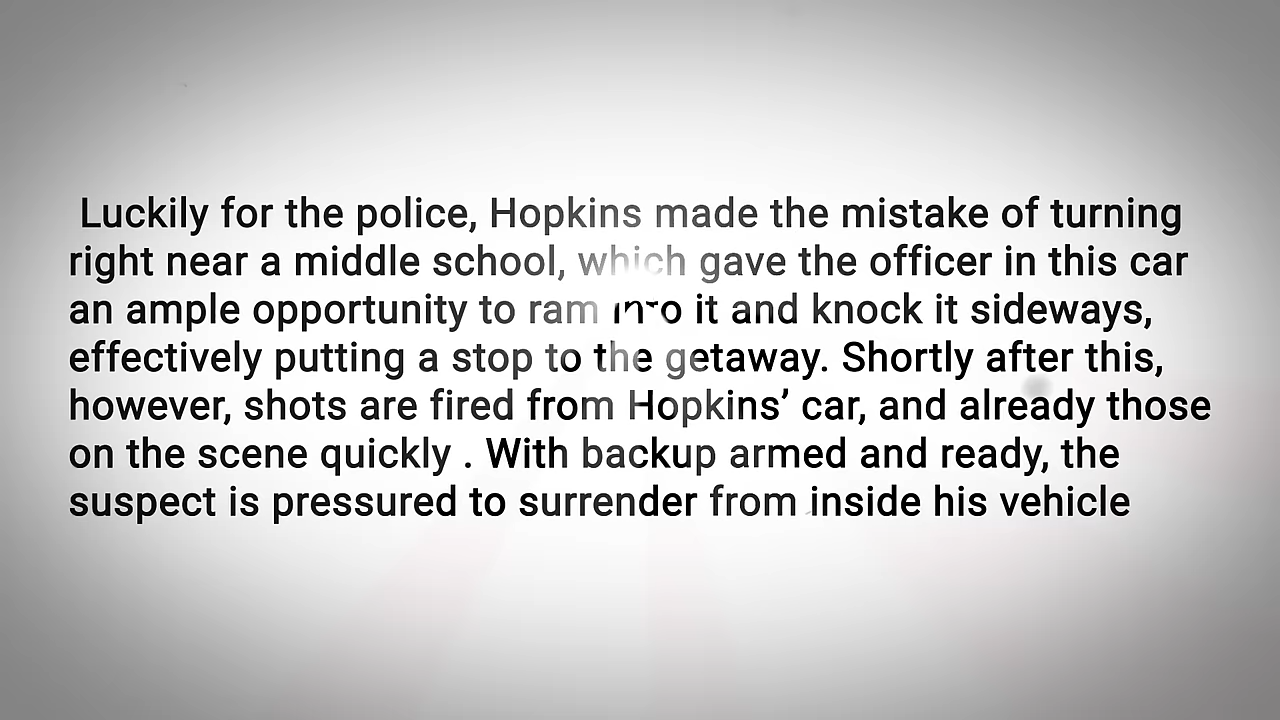 Luckily for the police, Hopkins made the mistake of turning
right near a middle school, which gave the officer in this car
an ample opportunity to ram into it and knock it sideways,
effectively putting a stop to the getaway. Shortly after this,
however, shots are fired from Hopkins’ car, and already those
on the scene quickly . With backup armed and ready, the
suspect is pressured to surrender from inside his vehicle